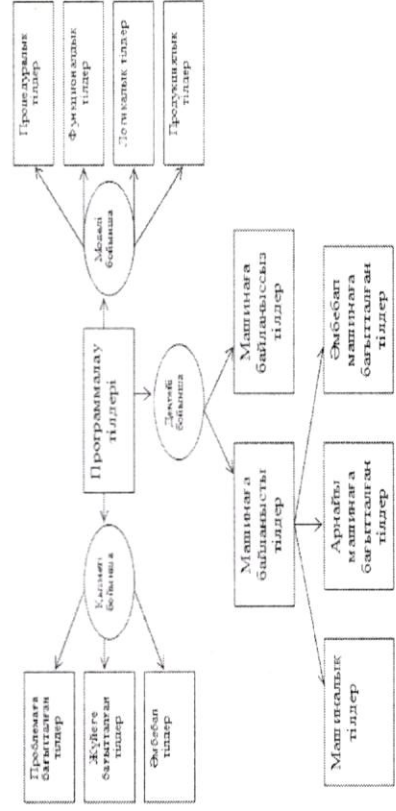 Проблемаға
бағытталған
тілдер
Жүйеге
бағытталған
тілдер
Әмбебап
тілдер
бойынша
Программалау
тілдері
Моделі
бойынша
Процедуралық
тілдер
Функционалдық
тілдер
Логикалық тілдер
Продукциялық
тілдер
Деңгейі
бойынша
Машинаға
байланысты
тілдер
Машинаға
байланыссыз
тілдер
Машиналық
тілдер
Арнайы
машинаға
бағытталған
тілдер
Әмбебап
машинаға
бағытталған
тілдер